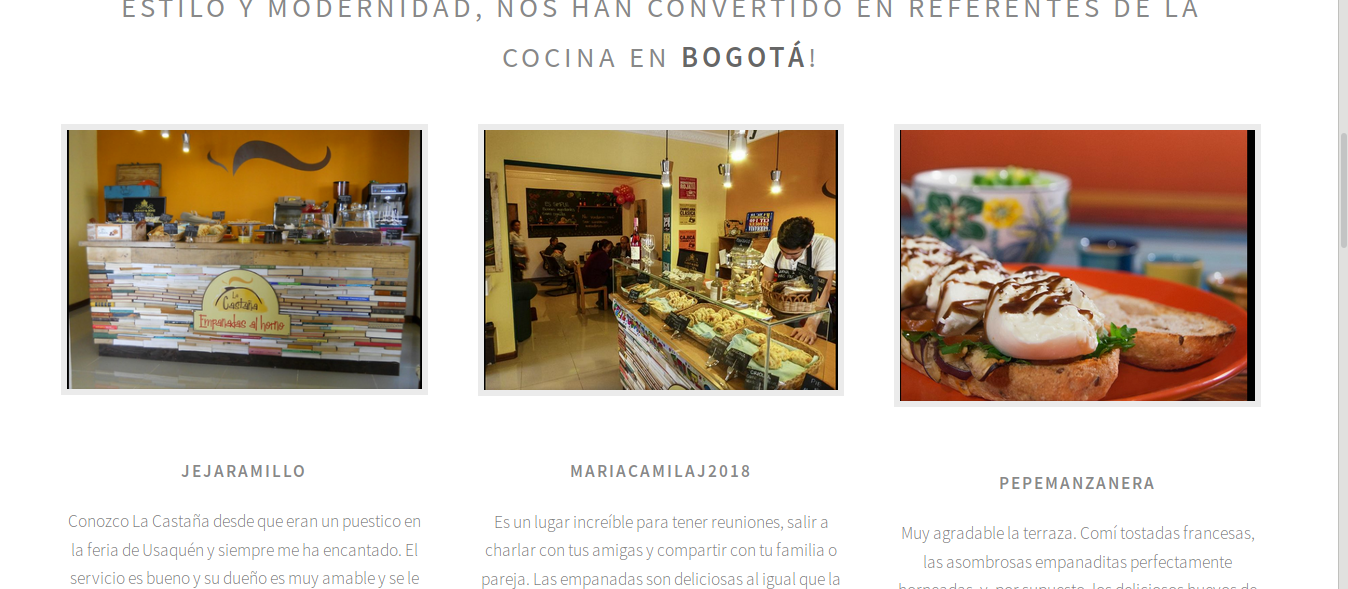 ESTILO Y MODERNIDAD, NOS HAN CONVERTIDO EN REFERENTES DE LA
COCINA EN BOGOTÁ!
La
Castaña
Empanadas al horno
JEJARAMILLO
Conozco La Castaña desde que eran un puestico en
la feria de Usaquén y siempre me ha encantado. El
servicio es bueno y su dueño es muy amable y se le
MARIACAMILAJ2018
Es un lugar increíble para tener reuniones, salir a
charlar con tus amigas y compartir con tu familia o
pareja. Las empanadas son deliciosas al igual que la
PEPEMANZANERA
Muy agradable la terraza. Comí tostadas francesas,
las asombrosas empanaditas perfectamente
horneadas, y, por supuesto, los deliciosos huevos de